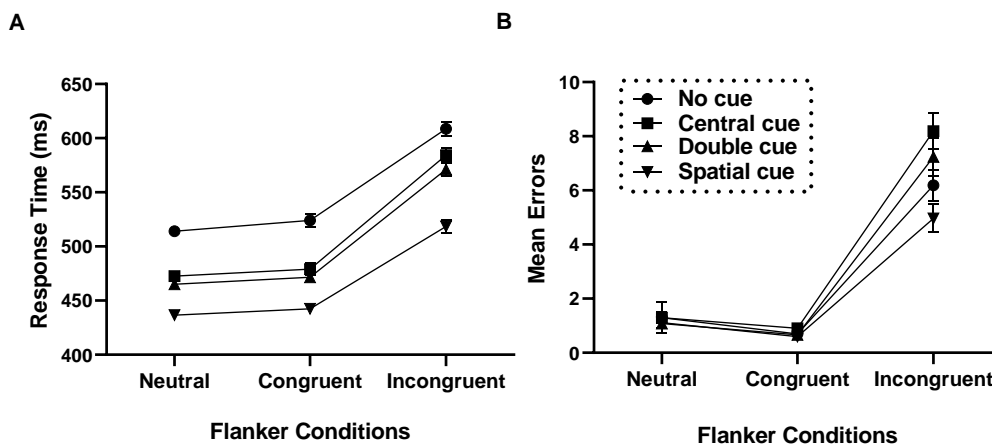 A
Response Time (ms)
650
600
550
500
450
400
Neutral Congruent Incongruent
Flanker Conditions
B
Mean Errors
10
8
6
4
2
0
No cue
Central cue
Double cue
Spatial cue
Neutral Congruent Incongruent
Flanker Conditions